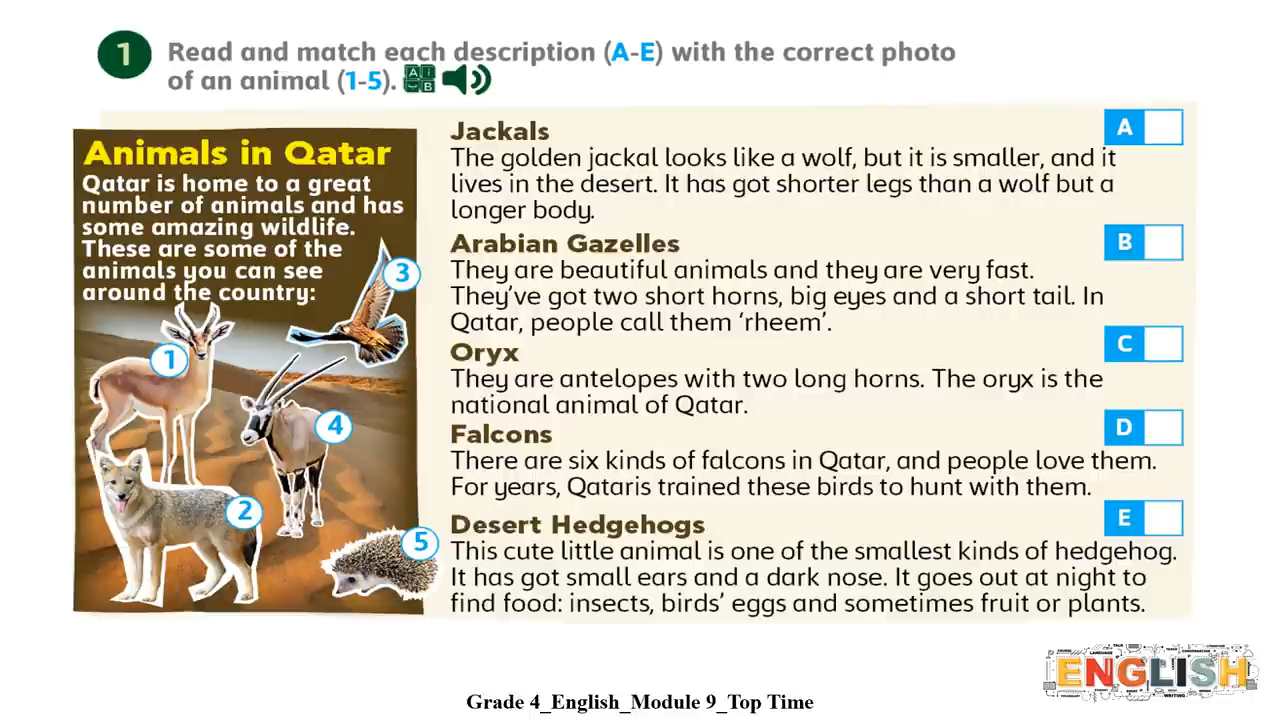 1
Read and match each description (A-E) with the correct photo
of an animal (1-5).
Animals in Qatar
Qatar is home to a great
number of animals and has
some amazing wildlife.
These are some of the
animals you can see
around the country:
3
1
4
2
5
Jackals
A
The golden jackal looks like a wolf, but it is smaller, and it
lives in the desert. It has got shorter legs than a wolf but a
longer body.
Arabian Gazelles
B
They are beautiful animals and they are very fast.
They've got two short horns, big eyes and a short tail. In
Qatar, people call them 'rheem'.
Oryx
C
They are antelopes with two long horns. The oryx is the
national animal of Qatar.
Falcons
D
There are six kinds of falcons in Qatar, and people love them.
For years, Qataris trained these birds to hunt with them.
Desert Hedgehogs
E
This cute little animal is one of the smallest kinds of hedgehog.
It has got small ears and a dark nose. It goes out at night to
find food: insects, birds' eggs and sometimes fruit or plants.
ENGLISH
Grade 4_English_Module 9_Top Time